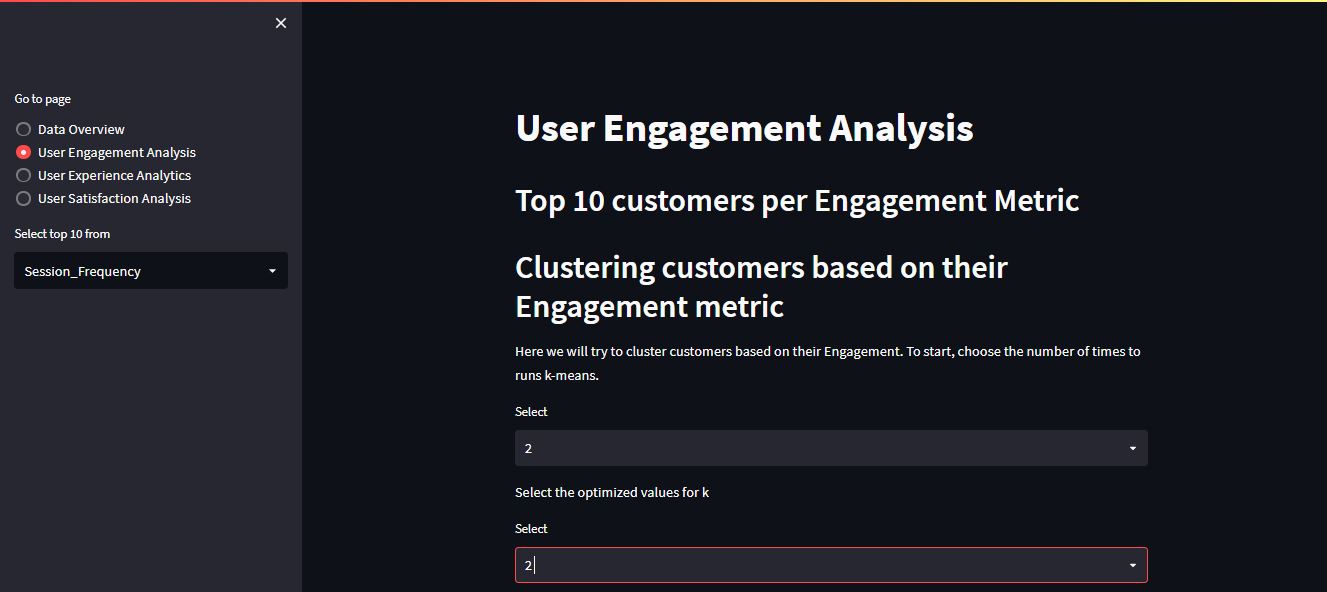 Go to page
Data Overview
User Engagement Analysis
User Experience Analytics
User Satisfaction Analysis
Select top 10 from
Session_Frequency
User Engagement Analysis
Top 10 customers per Engagement Metric
Clustering customers based on their
Engagement metric
Here we will try to cluster customers based on their Engagement. To start, choose the number of times to
runs k-means.
Select
2
Select the optimized values for k
Select
2